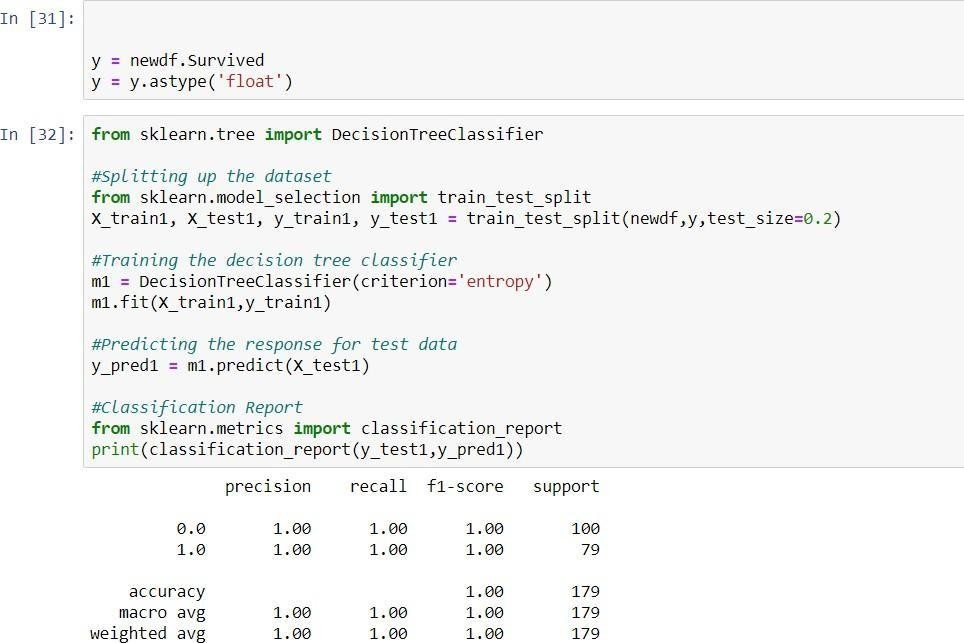 In [31]:
y = newdf.Survived
y = y.astype('float')
In [32]:
from sklearn.tree import DecisionTreeClassifier
#Splitting up the dataset
from sklearn.model_selection import train_test_split
X_train1, X_test1, y_train1, y_test1 = train_test_split(newdf,y,test_size=0.2)
#Training the decision tree classifier
m1 = DecisionTreeClassifier(criterion='entropy')
m1.fit(X_train1,y_train1)
#Predicting the response for test data
y_pred1 = m1.predict(X_test1)
#Classification Report
from sklearn.metrics import classification_report
print(classification_report(y_test1,y_pred1))
precision recall f1-score support
0.0 1.00 1.00 1.00 100
1.0 1.00 1.00 1.00 79
accuracy 1.00 179
macro avg 1.00 1.00 1.00 179
weighted avg 1.00 1.00 1.00 179